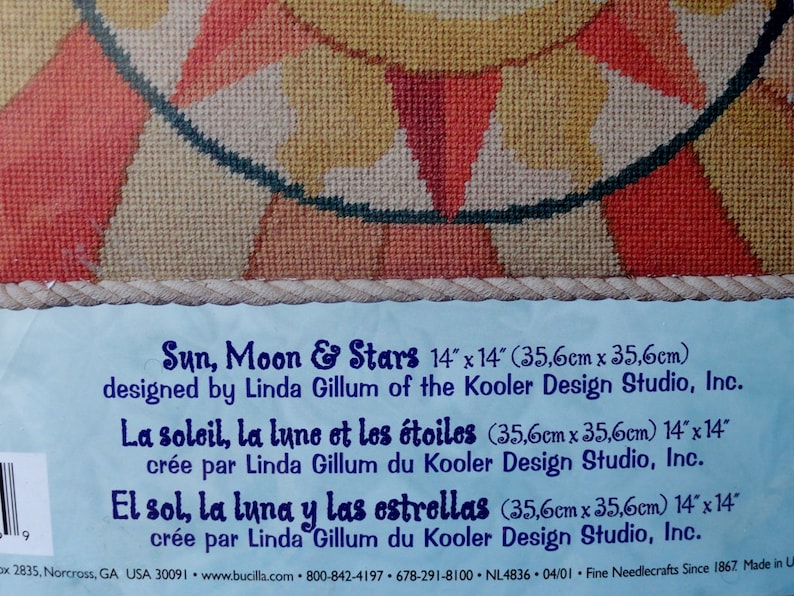 Sun, Moon & Stars 14" x 14" (35,6cm x 35,6cm)
designed by Linda Gillum of the Kooler Design Studio, Inc.
La soleil, la lune et les étoiles (35,6cm x 35,6cm) 14" x 14"
crée par Linda Gillum du Kooler Design Studio, Inc.
El sol, la luna y las estrellas (35,6cm x 35,6cm) 14" x 14"
crée par Linda Gillum du Kooler Design Studio, Inc.
9
ox 2835, Norcross, GA USA 30091 • www.bucilla.com • 800-842-4197 • 678-291-8100 • NL4836 • 04/01 • Fine Needlecrafts Since 1867. Made in U